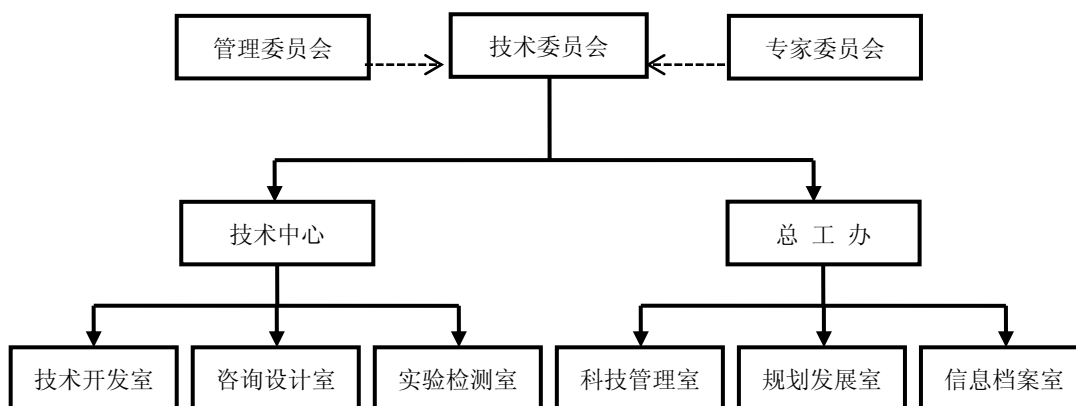 管理委员会
技术委员会
专家委员会
技术中心
总 工 办
技术开发室
咨询设计室
实验检测室
科技管理室
规划发展室
信息档案室